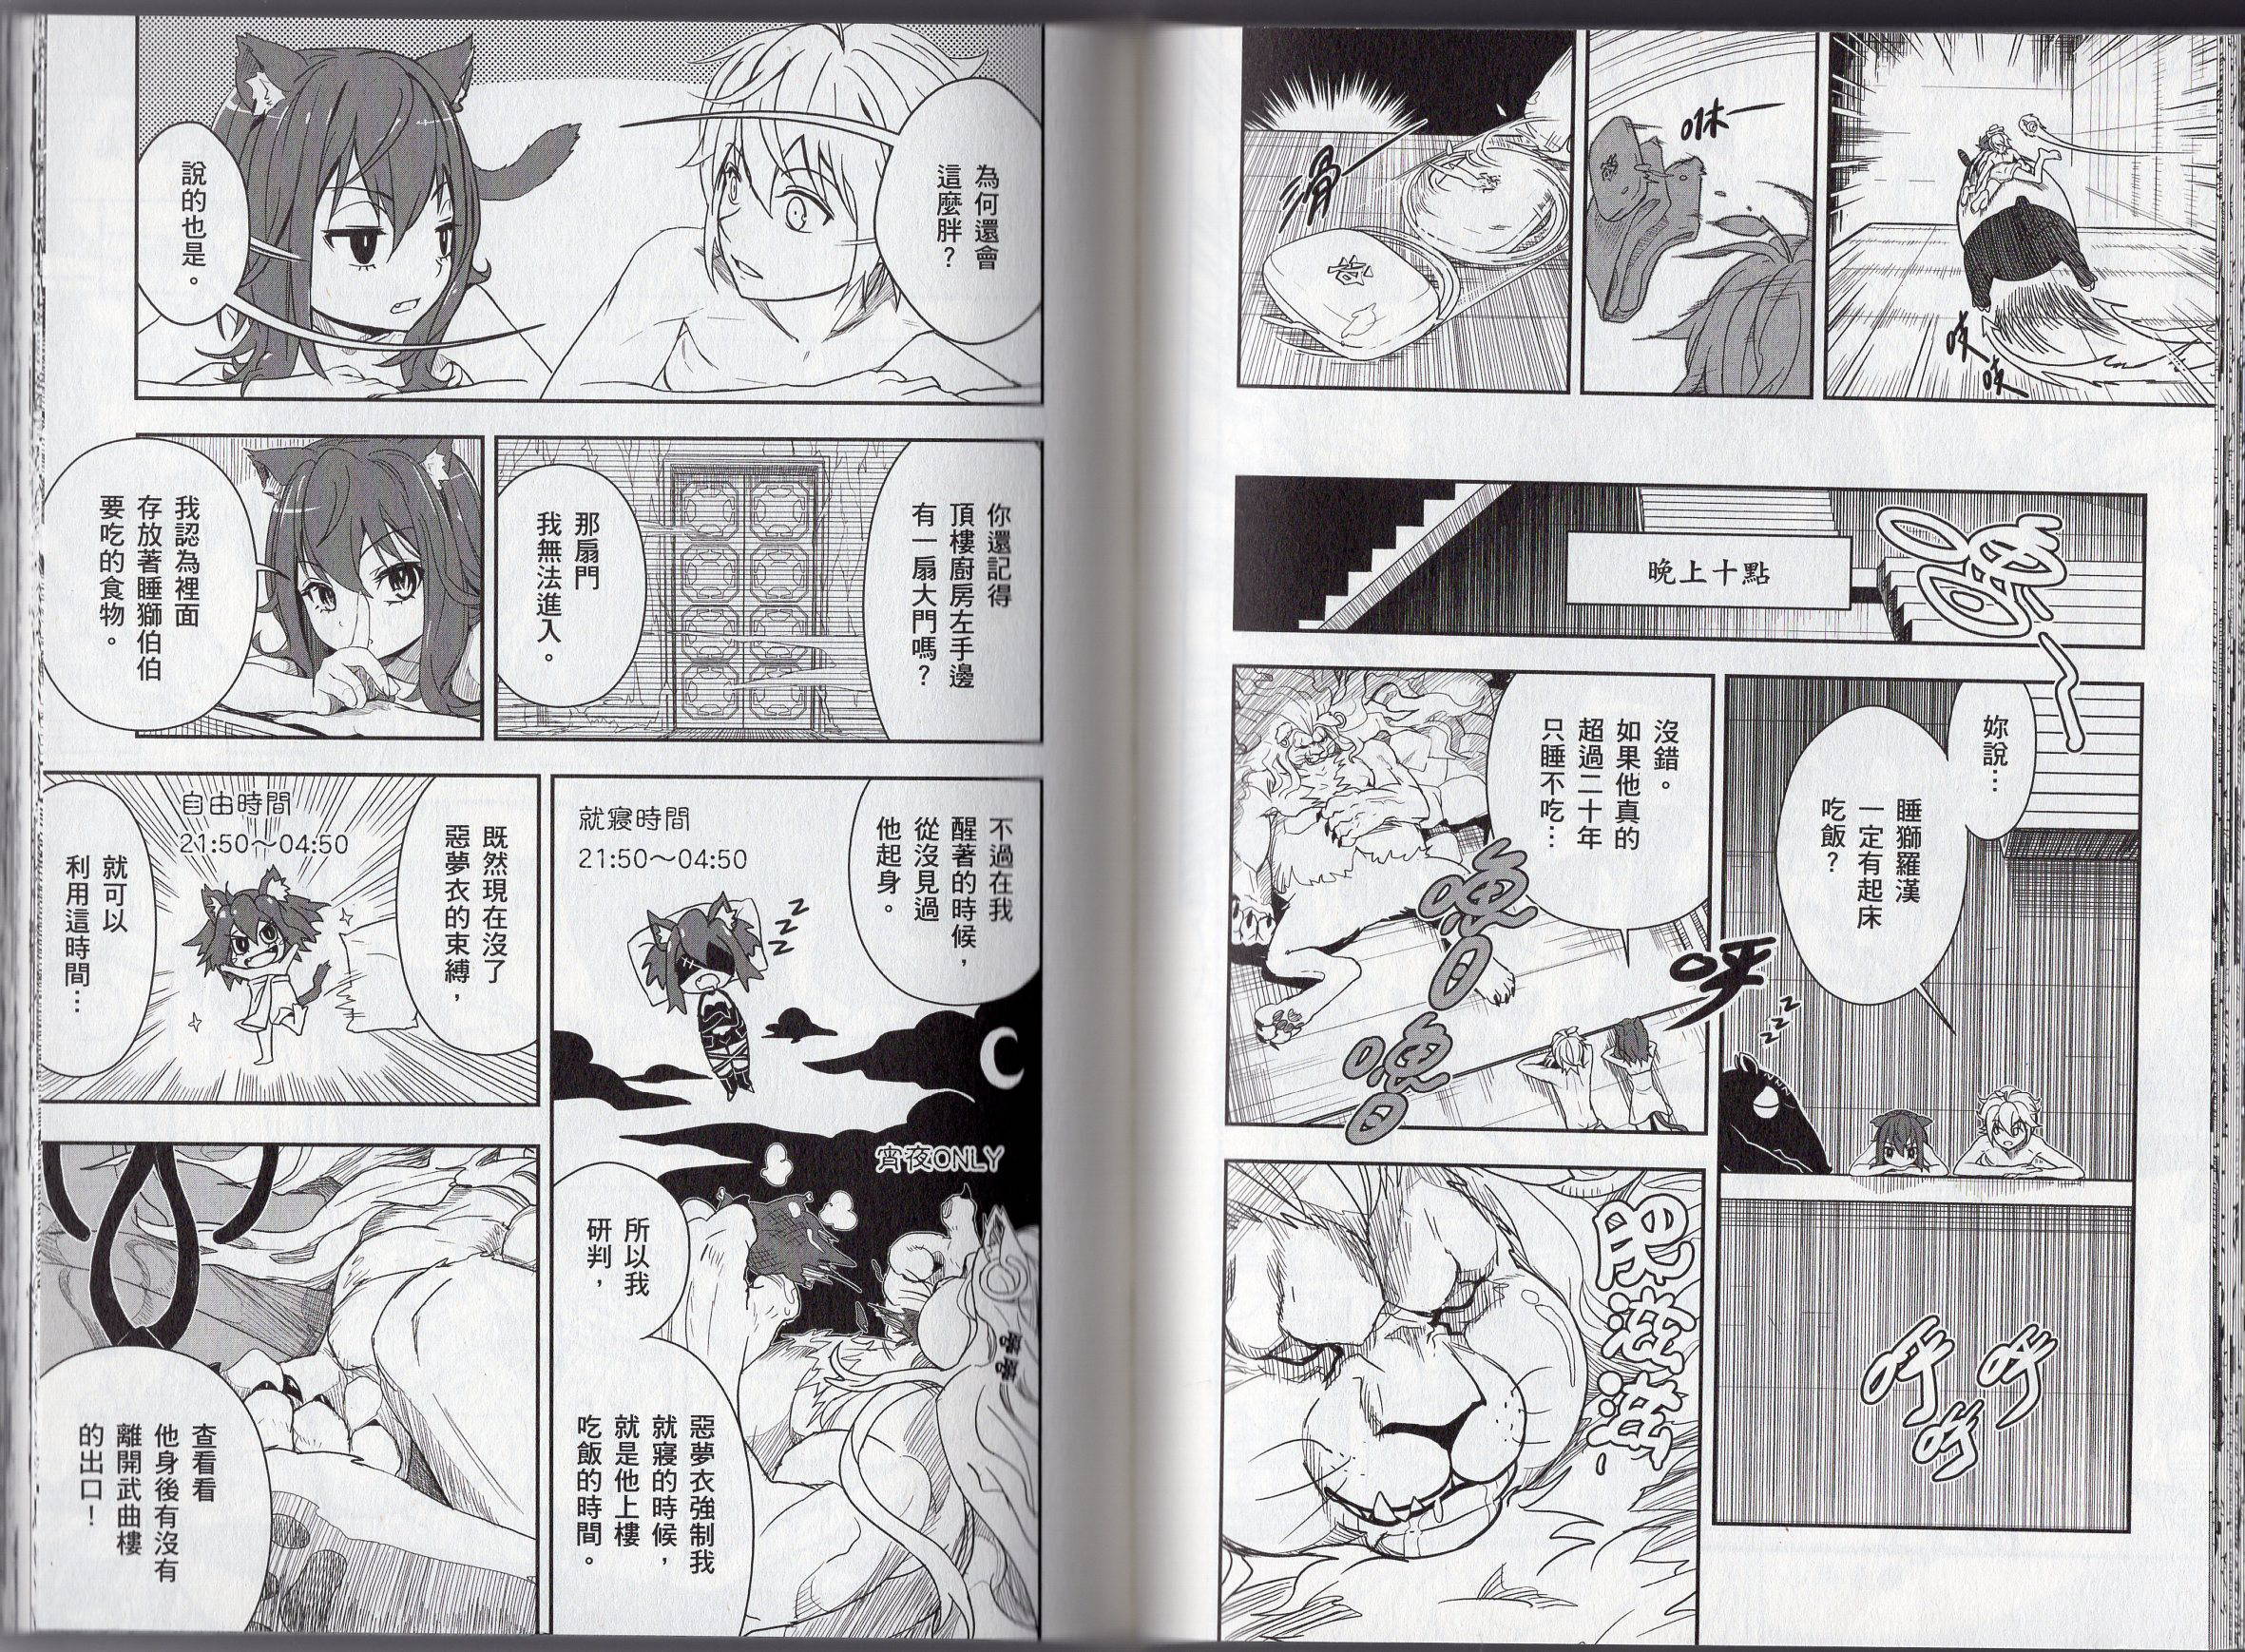 咻—
滑—
咚
咚
晚上十點
嚕～
妳說…
睡獅羅漢
一定有起床
吃飯？
呼
zzz
沒錯。
如果他真的
超過二十年
只睡不吃…
嚕
嚕
呼
呼
呼
肥滋滋—
為何還會
這麼胖？
說的也是。
你還記得
頂樓廚房左手邊
有一扇大門嗎？
那扇門
我無法進入。
我認為裡面
存放著睡獅伯伯
要吃的食物。
不過在我
醒著的時候，
從沒見過
他起身。
就寢時間
21:50～04:50
zzz
宵夜ONLY
所以我
研判，
惡夢衣強制我
就寢的時候，
就是他上樓
吃飯的時間。
既然現在沒了
惡夢衣的束縛，
自由時間
21:50～04:50
就可以
利用這時間…
查看看
他身後有沒有
離開武曲樓
的出口！